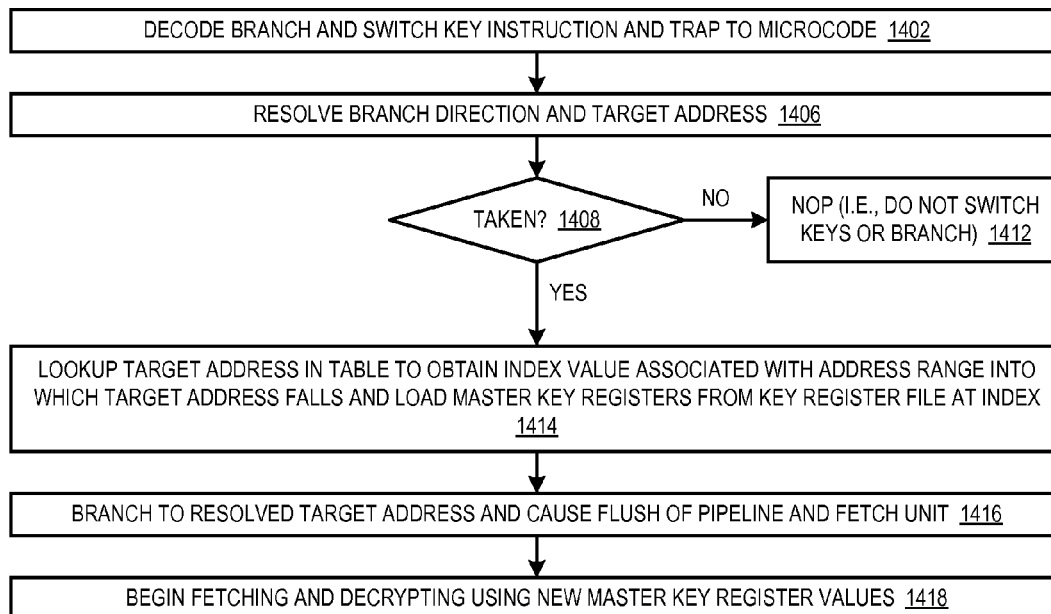 DECODE BRANCH AND SWITCH KEY INSTRUCTION AND TRAP TO MICROCODE 1402
RESOLVE BRANCH DIRECTION AND TARGET ADDRESS 1406
TAKEN? 1408
NO
NOP (I.E., DO NOT SWITCH
KEYS OR BRANCH) 1412
YES
LOOKUP TARGET ADDRESS IN TABLE TO OBTAIN INDEX VALUE ASSOCIATED WITH ADDRESS RANGE INTO
WHICH TARGET ADDRESS FALLS AND LOAD MASTER KEY REGISTERS FROM KEY REGISTER FILE AT INDEX
1414
BRANCH TO RESOLVED TARGET ADDRESS AND CAUSE FLUSH OF PIPELINE AND FETCH UNIT 1416
BEGIN FETCHING AND DECRYPTING USING NEW MASTER KEY REGISTER VALUES 1418